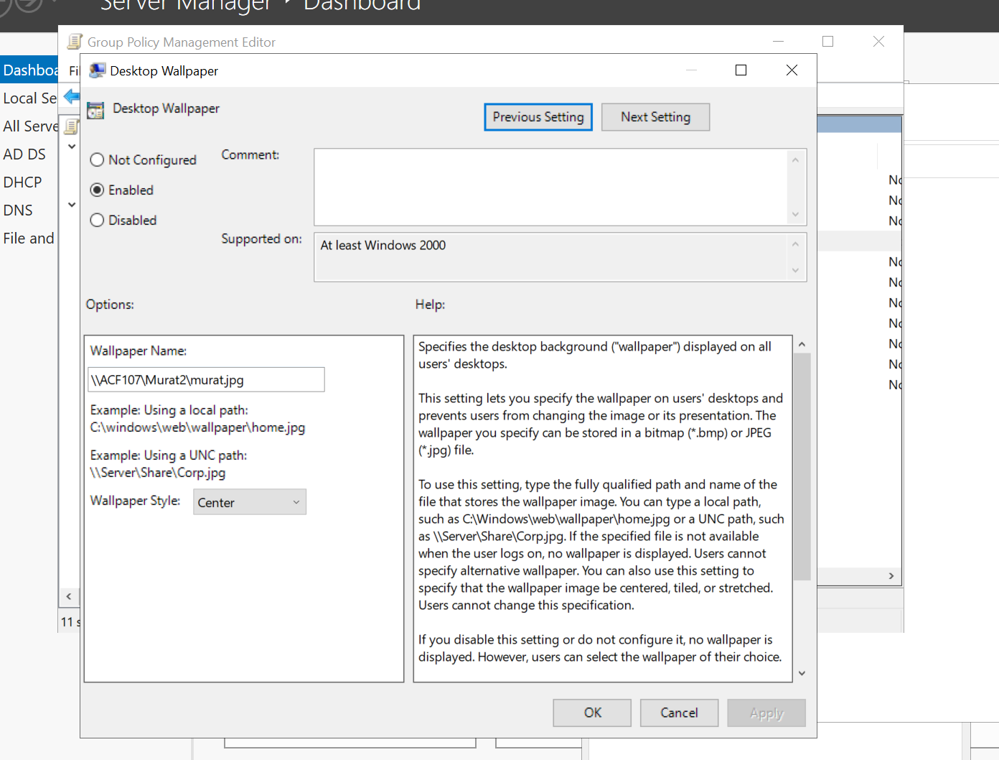 Server Manager · Dashboard
Group Policy Management Editor
Dashboa
Fi
Desktop Wallpaper
Local Se
All Serve
AD DS
DHCP
DNS
File and
Desktop Wallpaper
Previous Setting
Next Setting
Not Configured
Enabled
Disabled
Comment:
Supported on:
At least Windows 2000
Options:
Help:
Wallpaper Name:
\\ACF107\Murat2\murat.jpg
Example: Using a local path:
C:\windows\web\wallpaper\home.jpg
Example: Using a UNC path:
\\Server\Share\Corp.jpg
Wallpaper Style:
Center
Specifies the desktop background ("wallpaper") displayed on all
users' desktops.
This setting lets you specify the wallpaper on users' desktops and
prevents users from changing the image or its presentation. The
wallpaper you specify can be stored in a bitmap (*.bmp) or JPEG
(*.jpg) file.
To use this setting, type the fully qualified path and name of the
file that stores the wallpaper image. You can type a local path,
such as C:\Windows\web\wallpaper\home.jpg or a UNC path, such
as \\Server\Share\Corp.jpg. If the specified file is not available
when the user logs on, no wallpaper is displayed. Users cannot
specify alternative wallpaper. You can also use this setting to
specify that the wallpaper image be centered, tiled, or stretched.
Users cannot change this specification.
If you disable this setting or do not configure it, no wallpaper is
displayed. However, users can select the wallpaper of their choice.
No
No
No
No
No
No
No
No
No
No
11 s
OK
Cancel
Apply